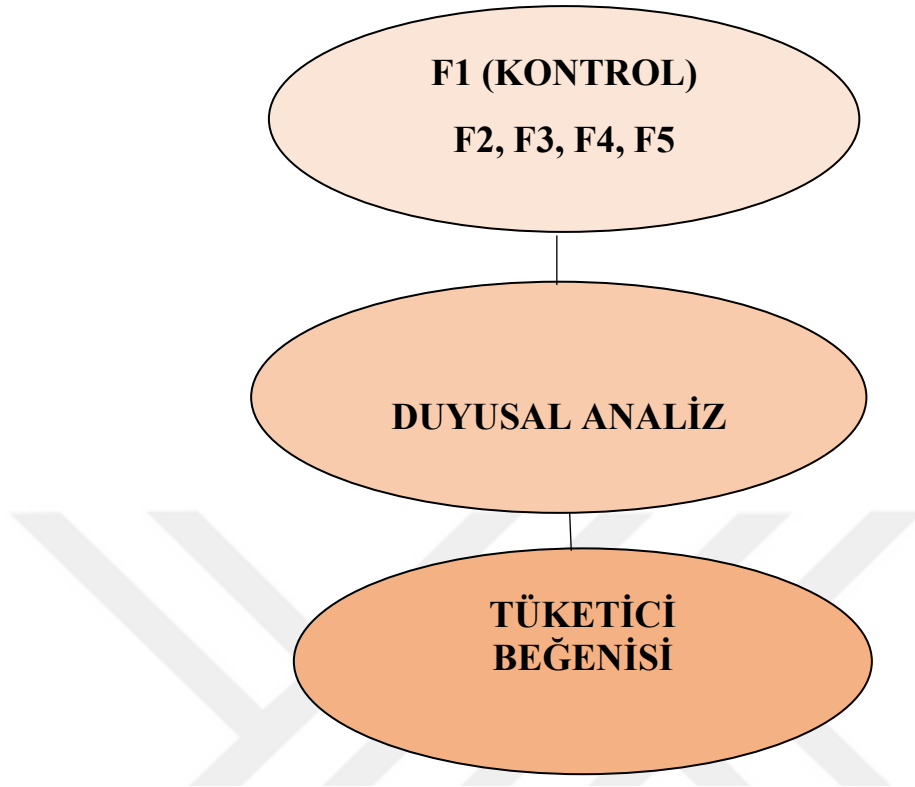 F1 (KONTROL)
F2, F3, F4, F5
DUYUSAL ANALİZ
TÜKETİCİ
BEĞENİSİ